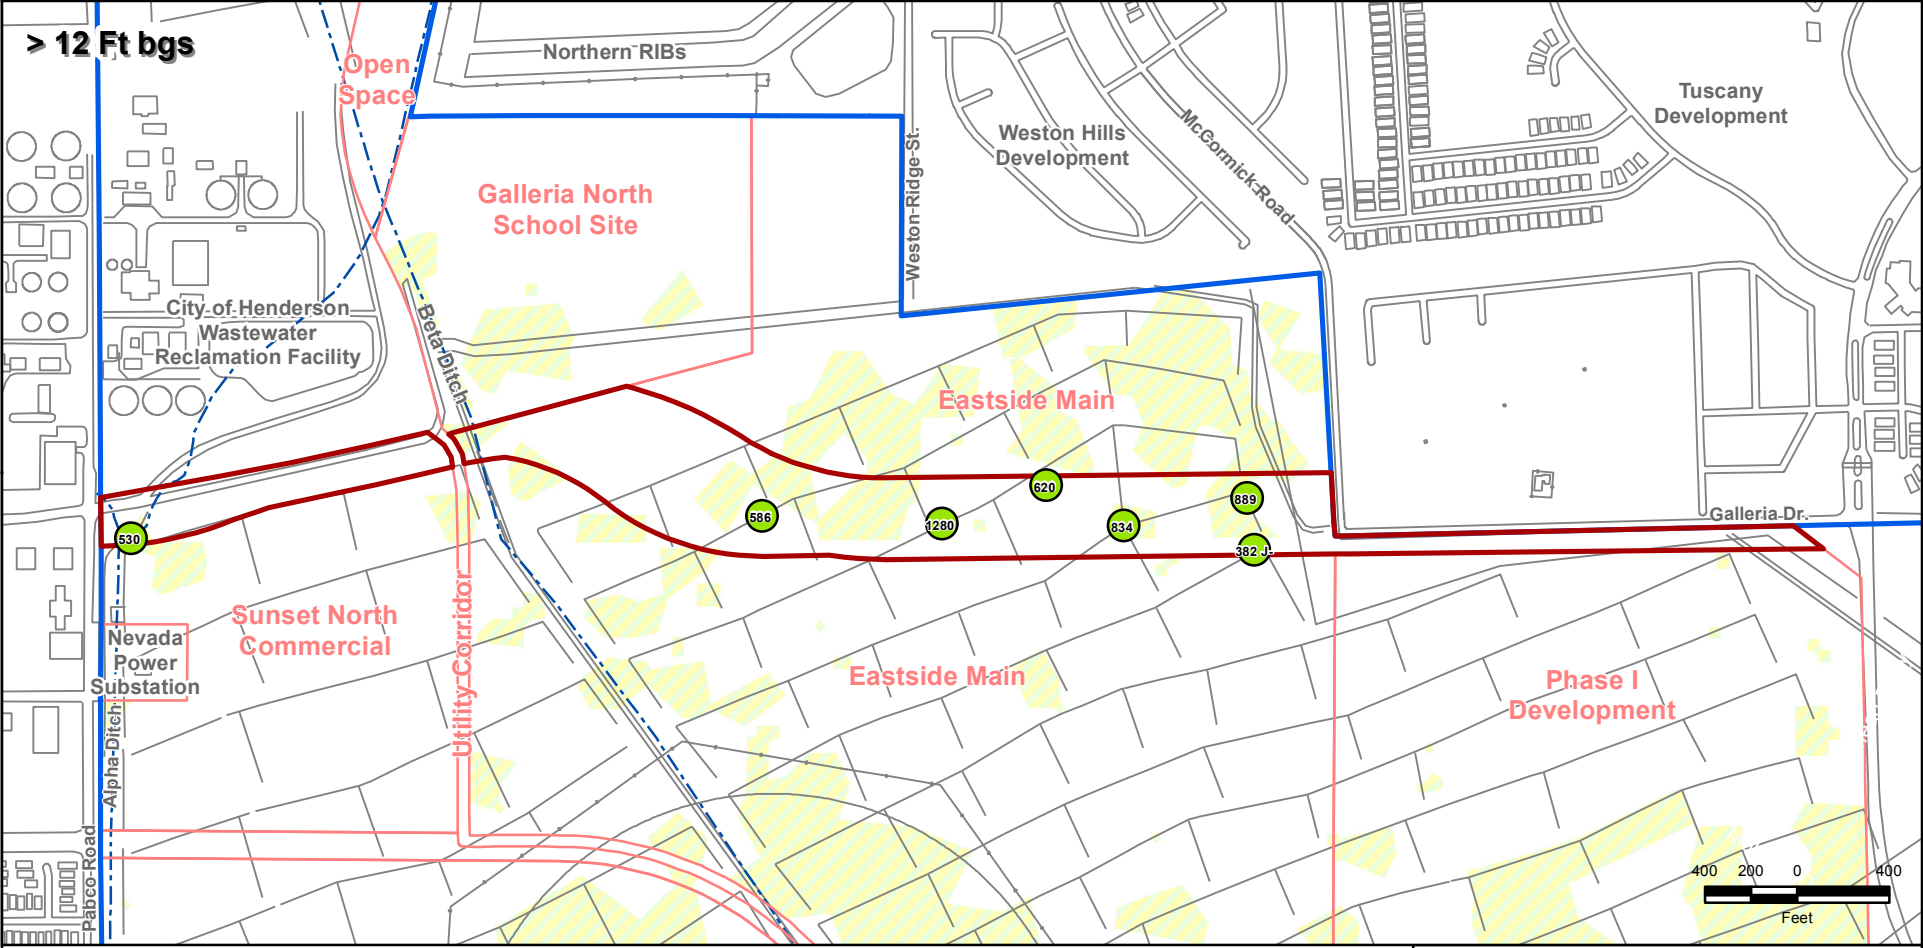 > 12 Ft bgs
Open
Space
Northern RIBs
Tuscany
Development
Weston Hills
Development
McCormick Road
Weston Ridge St.
Galleria North
School Site
City of Henderson
Wastewater
Reclamation Facility
Beta Ditch
Eastside Main
620
889
586
1280
834
530
382 J-
Galleria Dr.
Sunset North
Commercial
Utility Corridor
Nevada
Power
Substation
Eastside Main
Phase I
Development
Alpha Ditch
Pabco Road
400 200 0 400
Feet